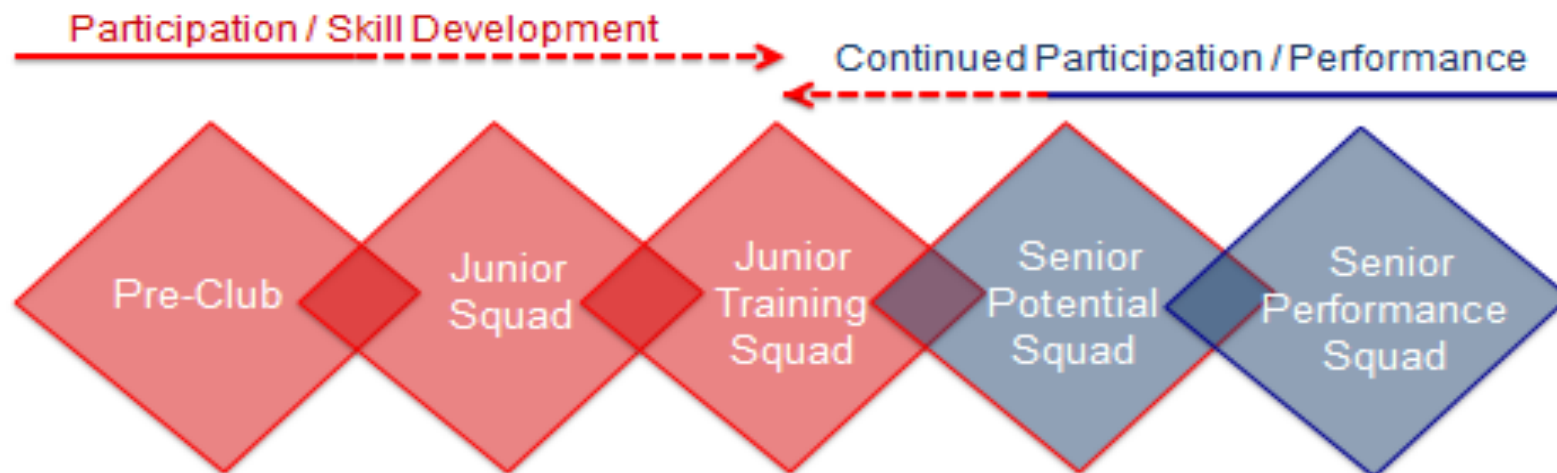 Participation / Skill Development
Continued Participation / Performance
Pre-Club
Junior
Squad
Junior
Training
Squad
Senior
Potential
Squad
Senior
Performance
Squad